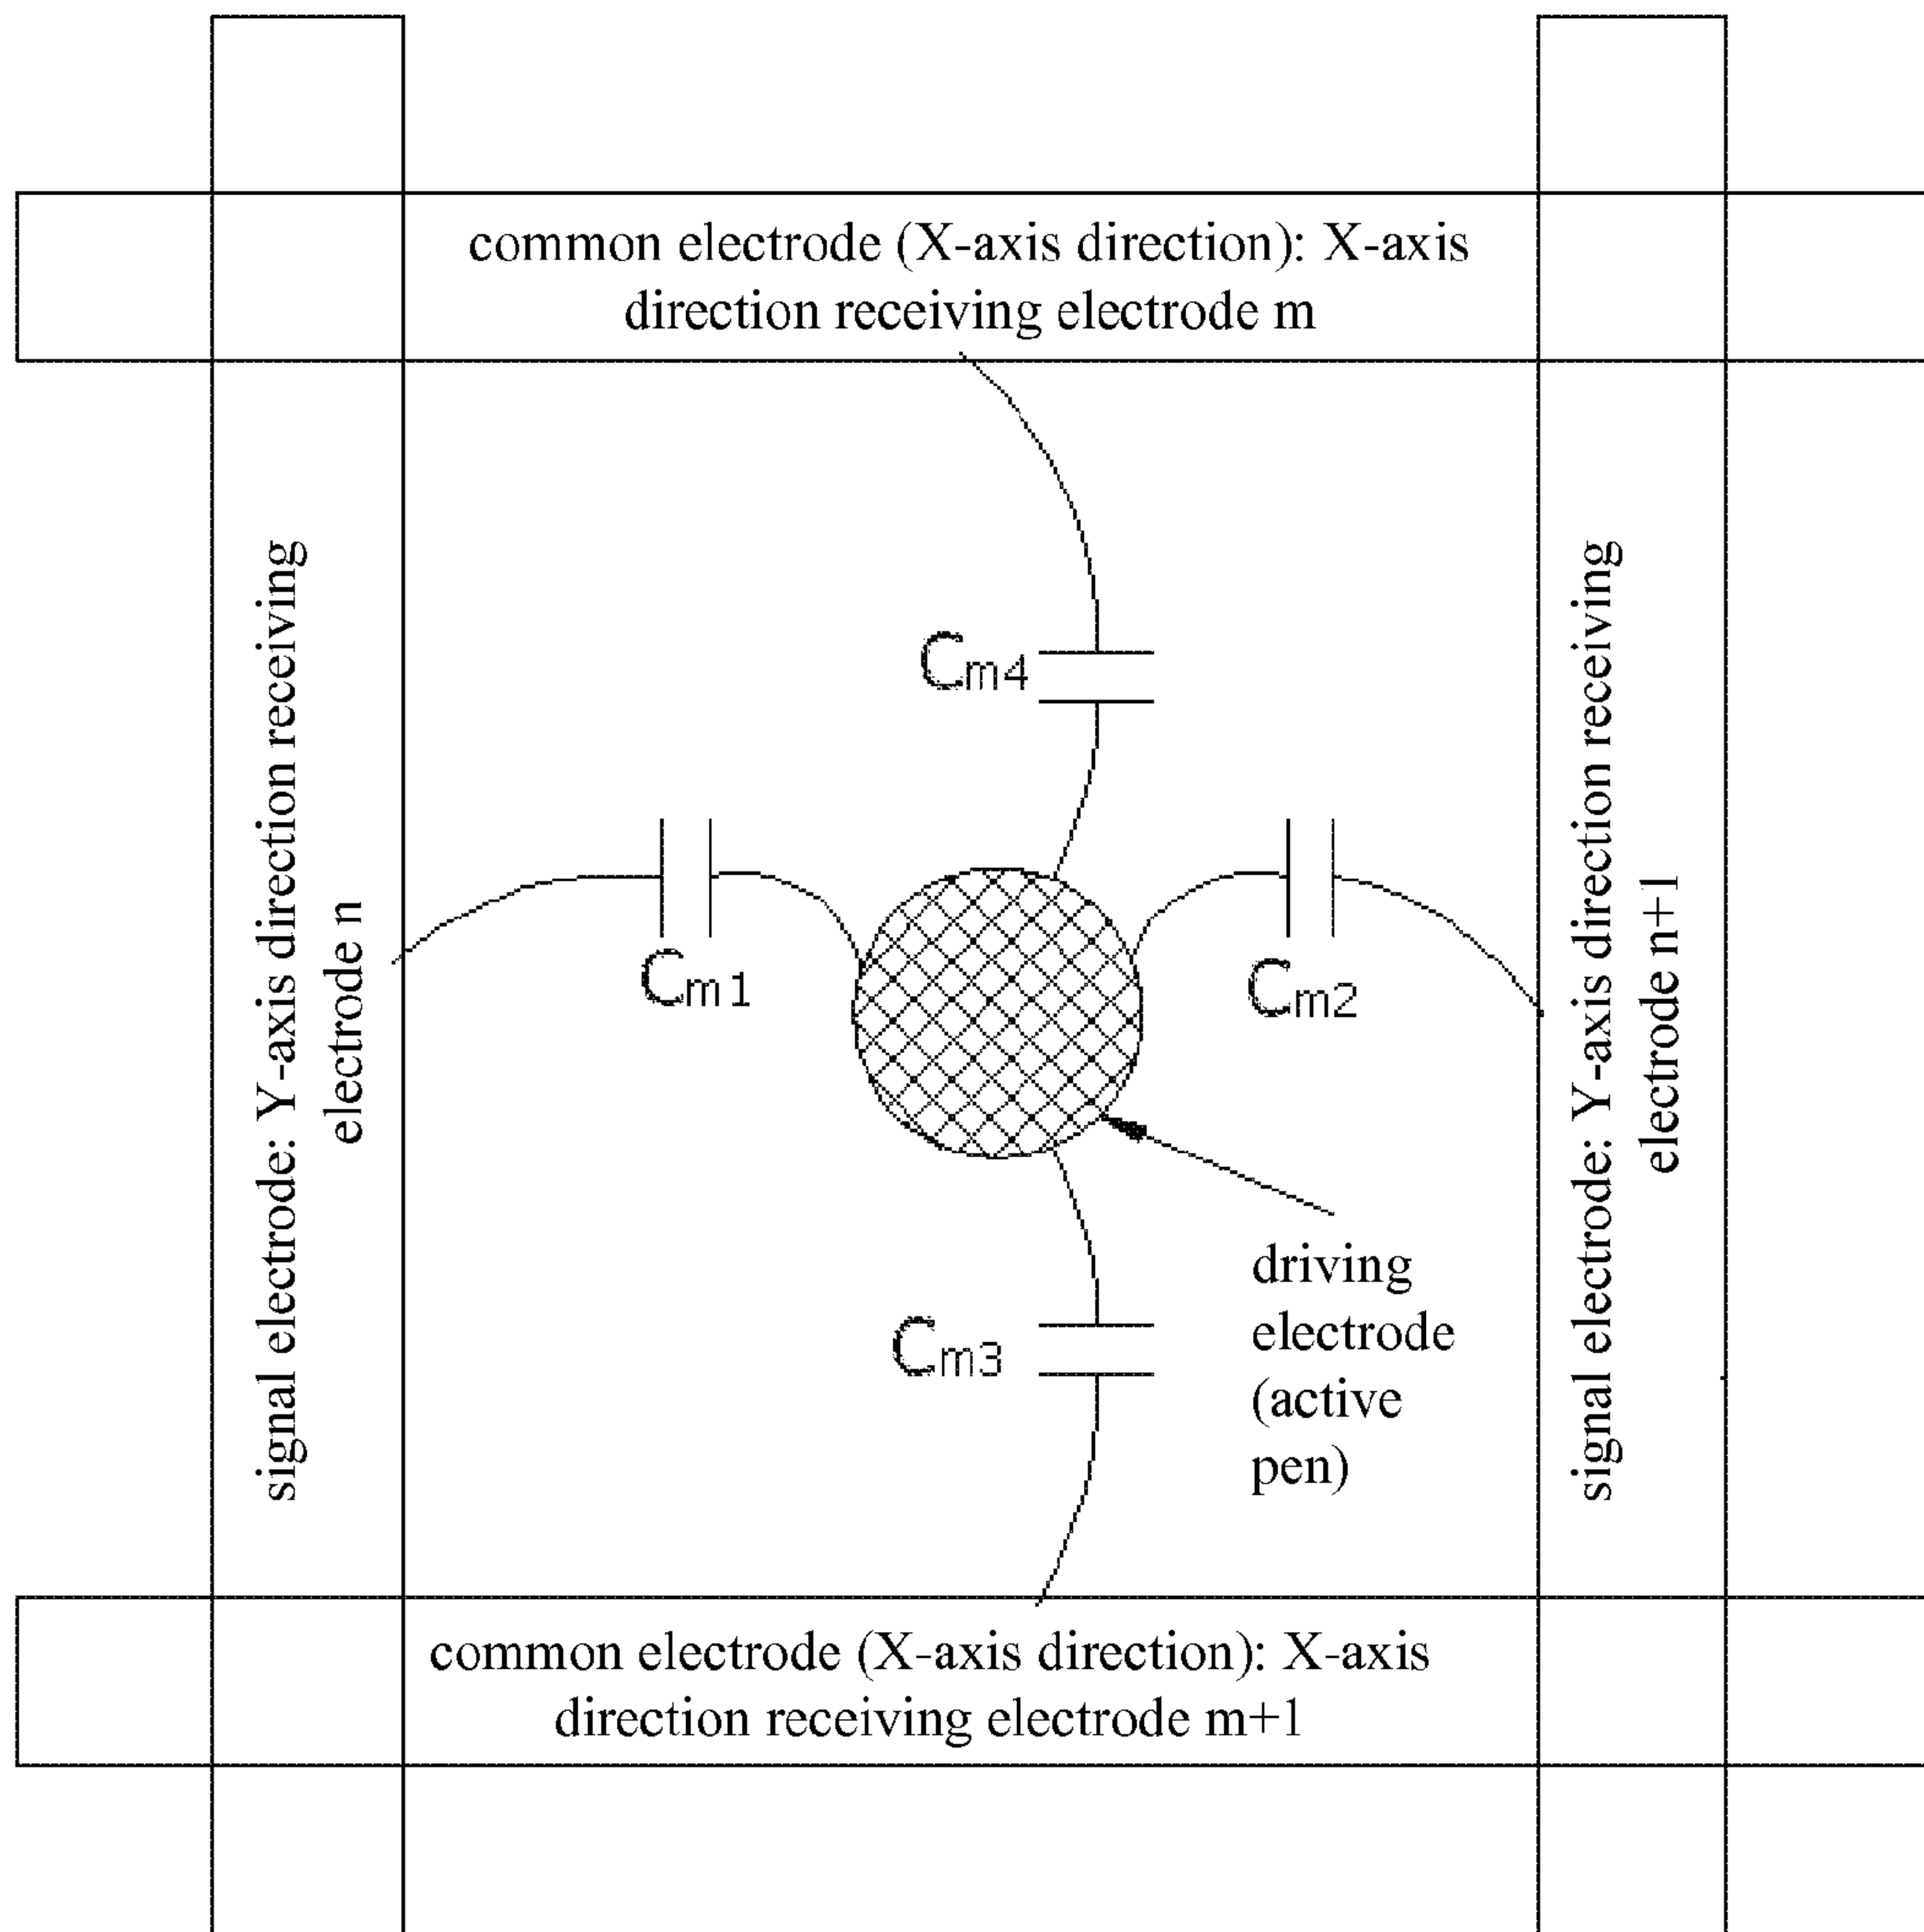 common electrode (X-axis direction): X-axis
direction receiving electrode m
signal electrode: Y-axis direction receiving
electrode n
Cm4
Cm1
Cm2
signal electrode: Y-axis direction receiving
electrode n+1
driving
electrode
(active
pen)
Cm3
common electrode (X-axis direction): X-axis
direction receiving electrode m+1